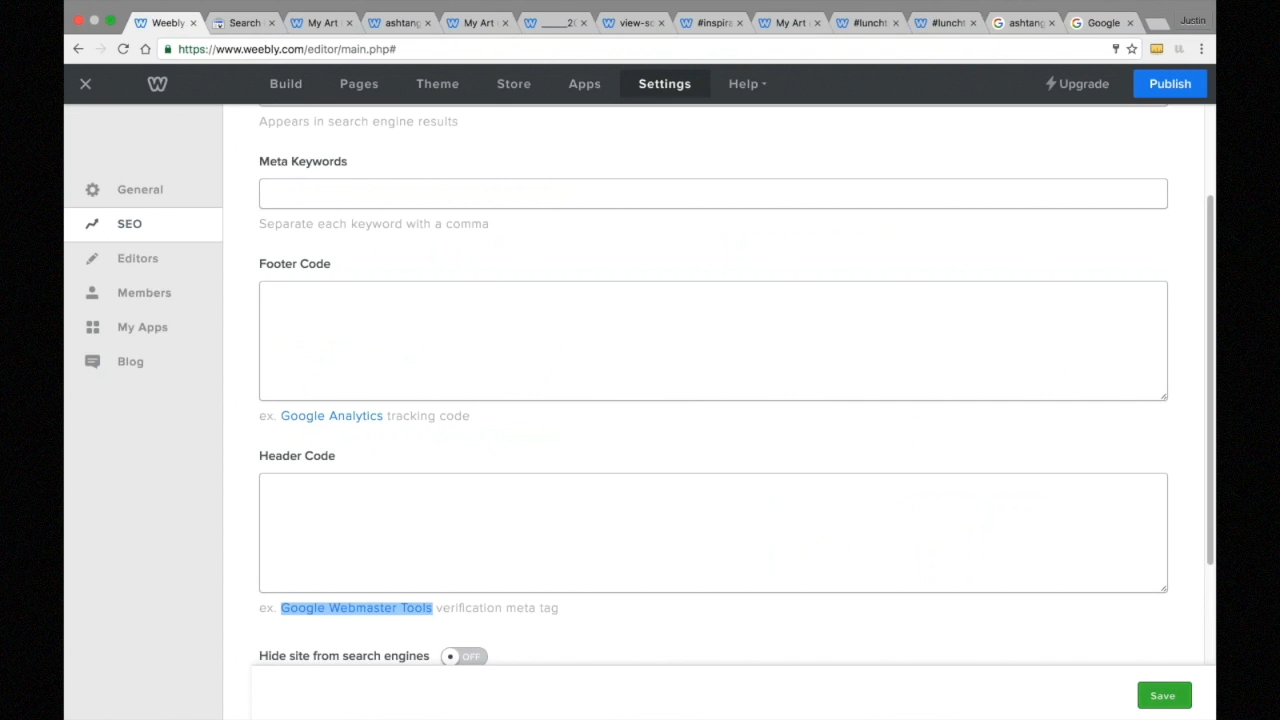 Weebly
Search
My Art
ashtang
My Art
_____20
view-so
#inspira
My Art
#luncht
#luncht
ashtang
Google
Justin
https://www.weebly.com/editor/main.php#
Build
Pages
Theme
Store
Apps
Settings
Help
Upgrade
Publish
Appears in search engine results
Meta Keywords
General
SEO
Separate each keyword with a comma
Editors
Footer Code
Members
My Apps
Blog
ex. Google Analytics tracking code
Header Code
ex. Google Webmaster Tools verification meta tag
Hide site from search engines
OFF
Save